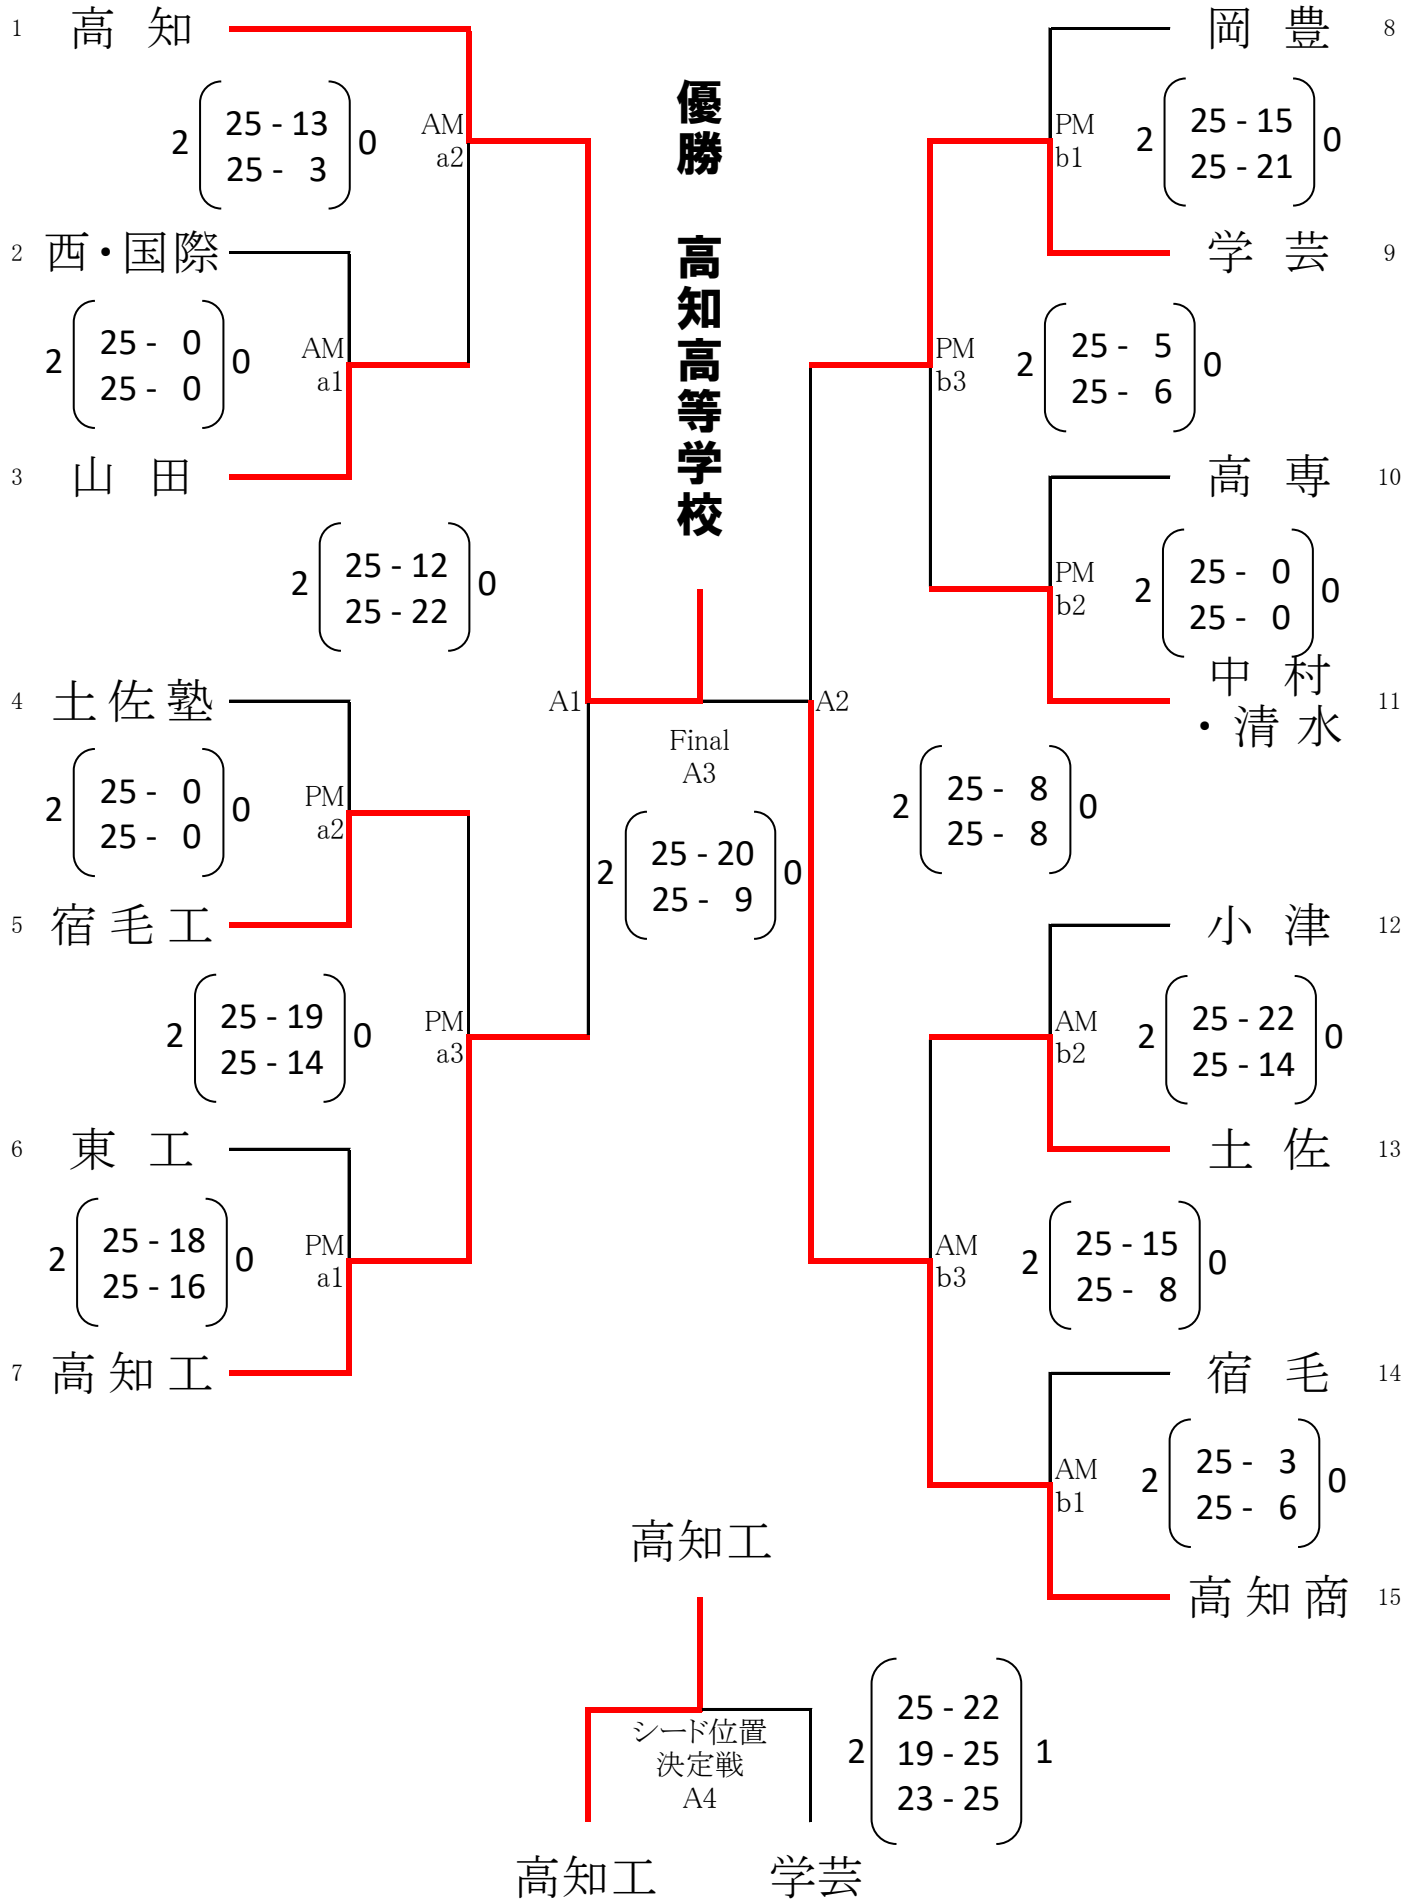 1 高 知
2 25 - 13 0
25 - 3
AM
a2
2 西・国際
2 25 - 0 0
25 - 0
AM
a1
3 山 田
2 25 - 12 0
25 - 22
4 土佐塾
2 25 - 0 0
25 - 0
PM
a2
5 宿毛工
2 25 - 19 0
25 - 14
PM
a3
6 東 工
2 25 - 18 0
25 - 16
PM
a1
7 高知工
優勝 高知高等学校
A1
A2
Final
A3
2 25 - 20 0
25 - 9
岡 豊 8
PM
b1
2 25 - 15 0
25 - 21
学 芸 9
PM
b3
2 25 - 5 0
25 - 6
高 専 10
PM
b2
2 25 - 0 0
25 - 0
中 村
・清水 11
2 25 - 8 0
25 - 8
小 津 12
AM
b2
2 25 - 22 0
25 - 14
土 佐 13
AM
b3
2 25 - 15 0
25 - 8
宿 毛 14
AM
b1
2 25 - 3 0
25 - 6
高知商 15
高知工
シード位置
決定戦
A4
2 25 - 22 1
19 - 25
23 - 25
高知工 学芸